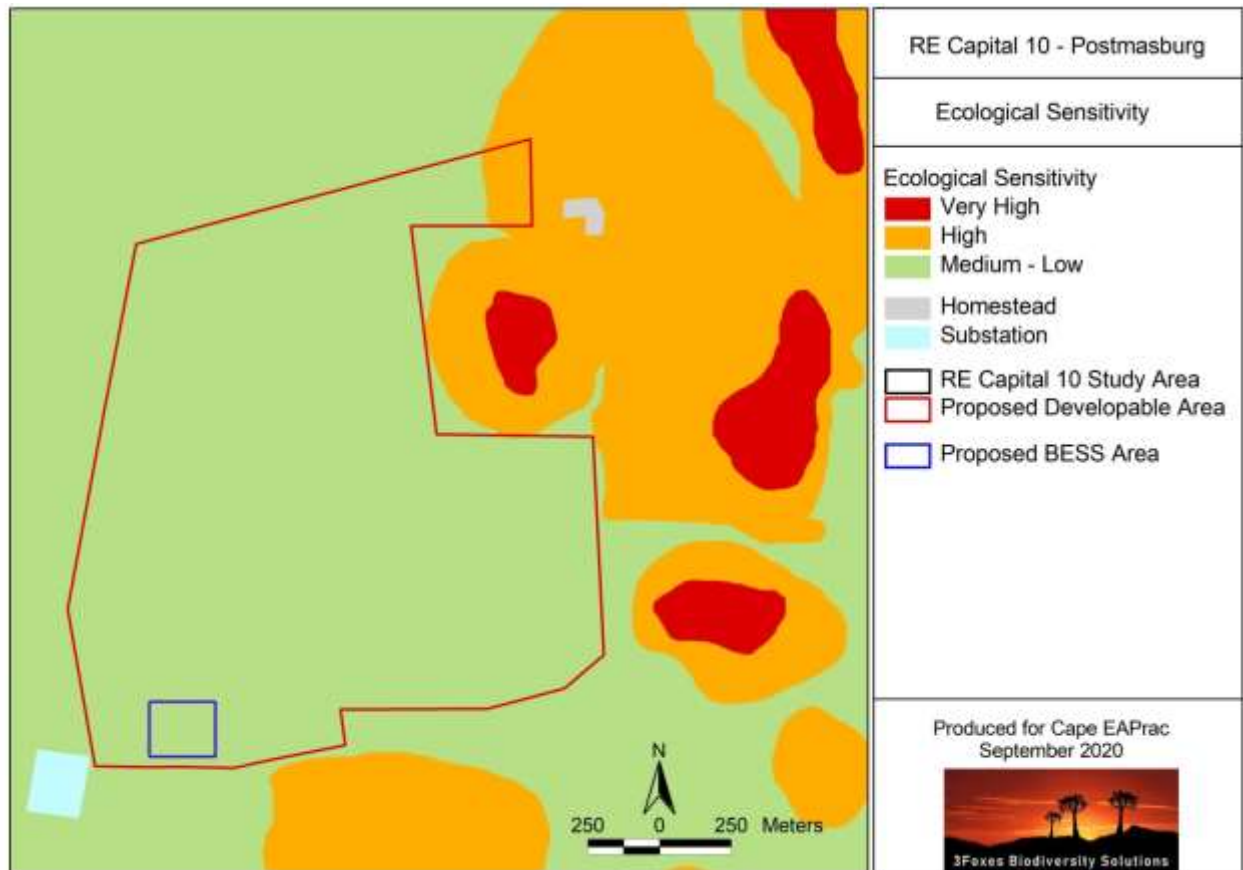 RE Capital 10 - Postmasburg
Ecological Sensitivity
Ecological Sensitivity
Very High
High
Medium - Low
Homestead
Substation
RE Capital 10 Study Area
Proposed Developable Area
Proposed BESS Area
N
250 0 250 Meters
Produced for Cape EAPrac
September 2020
3Foxes Biodiversity Solutions